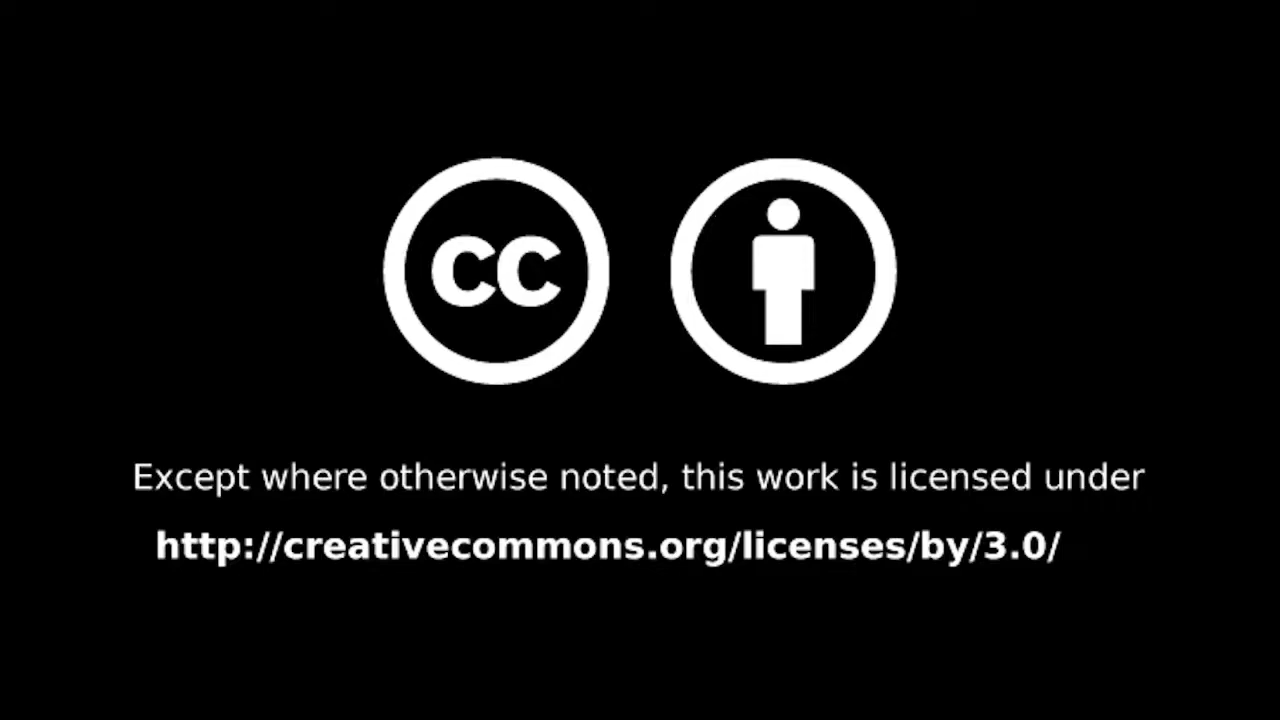 cc
Except where otherwise noted, this work is licensed under
http://creativecommons.org/licenses/by/3.0/